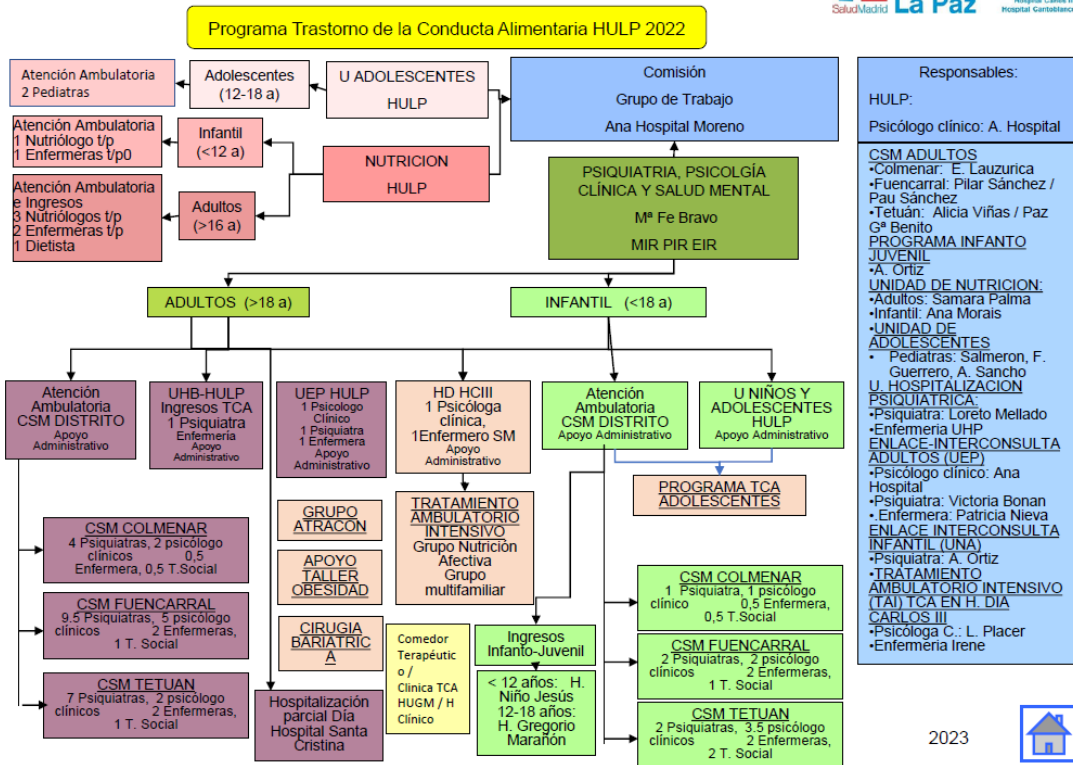 SaludMadrid La Paz
Hospital Cantoblanco
Programa Trastorno de la Conducta Alimentaria HULP 2022
Atención Ambulatoria
2 Pediatras
Adolescentes
(12-18 a)
U ADOLESCENTES
HULP
Atención Ambulatoria
1 Nutriólogo t/p
1 Enfermeras t/p0
Infantil
(<12 a)
NUTRICION
HULP
Atención Ambulatoria
e Ingresos
3 Nutriólogos t/p
2 Enfermeras t/p
1 Dietista
Adultos
(>16 a)
Comisión
Grupo de Trabajo
Ana Hospital Moreno
PSIQUIATRIA, PSICOLGÍA
CLÍNICA Y SALUD MENTAL
Mª Fe Bravo
MIR PIR EIR
ADULTOS (>18 a)
INFANTIL (<18 a)
Atención
Ambulatoria
CSM DISTRITO
Apoyo
Administrativo
UHB-HULP
Ingresos TCA
1 Psiquiatra
Enfermería
Apoyo
Administrativo
UEP HULP
1 Psicologo
Clínico
1 Psiquiatra
1 Enfermera
Apoyo
Administrativo
HD HCIII
1 Psicóloga
clínica,
1Enfermero SM
Apoyo
Administrativo
Atención
Ambulatoria
CSM DISTRITO
Apoyo Administrativo
U NIÑOS Y
ADOLESCENTES
HULP
Apoyo Administrativo
PROGRAMA TCA
ADOLESCENTES
GRUPO
ATRACON
APOYO
TALLER
OBESIDAD
CIRUGIA
BARIATRIC
A
TRATAMIENTO
AMBULATORIO
INTENSIVO
Grupo Nutrición
Afectiva
Grupo
multifamiliar
CSM COLMENAR
4 Psiquiatras, 2 psicólogo
clínicos 0,5
Enfermera, 0,5 T.Social
CSM FUENCARRAL
9.5 Psiquiatras, 5 psicólogo
clínicos 2 Enfermeras,
1 T. Social
CSM TETUAN
7 Psiquiatras, 2 psicólogo
clínicos 2 Enfermeras,
1 T. Social
Hospitalización
parcial Día
Hospital Santa
Cristina
Comedor
Terapéutic
o /
Clinica TCA
HUGM / H
Clínico
Ingresos
Infanto-Juvenil
< 12 años: H.
Niño Jesús
12-18 años:
H. Gregorio
Marañón
CSM COLMENAR
1 Psiquiatra, 1 psicólogo
clínico 0,5 Enfermera,
0,5 T.Social
CSM FUENCARRAL
2 Psiquiatras, 2 psicólogo
clínicos 2 Enfermeras,
1 T. Social
CSM TETUAN
2 Psiquiatras, 3.5 psicólogo
clínicos 2 Enfermeras,
2 T. Social
Responsables:
HULP:
Psicólogo clínico: A. Hospital
CSM ADULTOS
•Colmenar: E. Lauzurica
•Fuencarral: Pilar Sánchez /
Pau Sánchez
•Tetuán: Alicia Viñas / Paz
Gª Benito
PROGRAMA INFANTO
JUVENIL
•A. Ortiz
UNIDAD DE NUTRICION:
•Adultos: Samara Palma
•Infantil: Ana Morais
•UNIDAD DE
ADOLESCENTES
• Pediatras: Salmeron, F.
Guerrero, A. Sancho
U. HOSPITALIZACION
PSIQUIATRICA:
•Psiquiatra: Loreto Mellado
•Enfermeria UHP
ENLACE-INTERCONSULTA
ADULTOS (UEP)
•Psicólogo clínico: Ana
Hospital
•Psiquiatra: Victoria Bonan
•.Enfermera: Patricia Nieva
ENLACE INTERCONSULTA
INFANTIL (UNA)
•Psiquiatra: A. Ortiz
•TRATAMIENTO
AMBULATORIO INTENSIVO
(TAI) TCA EN H. DIA
CARLOS III
•Psicóloga C.: L. Placer
•Enfermería Irene
2023